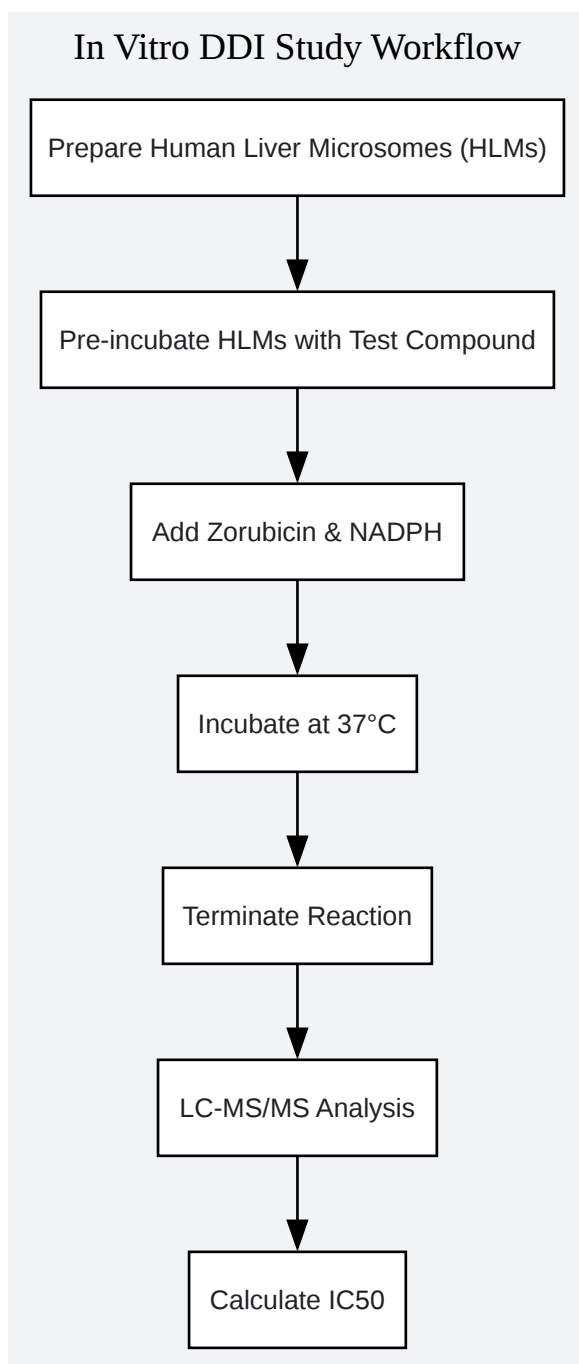 In Vitro DDI Study Workflow
Prepare Human Liver Microsomes (HLMs)
Pre-incubate HLMs with Test Compound
Add Zorubicin & NADPH
Incubate at 37°C
Terminate Reaction
LC-MS/MS Analysis
Calculate IC50